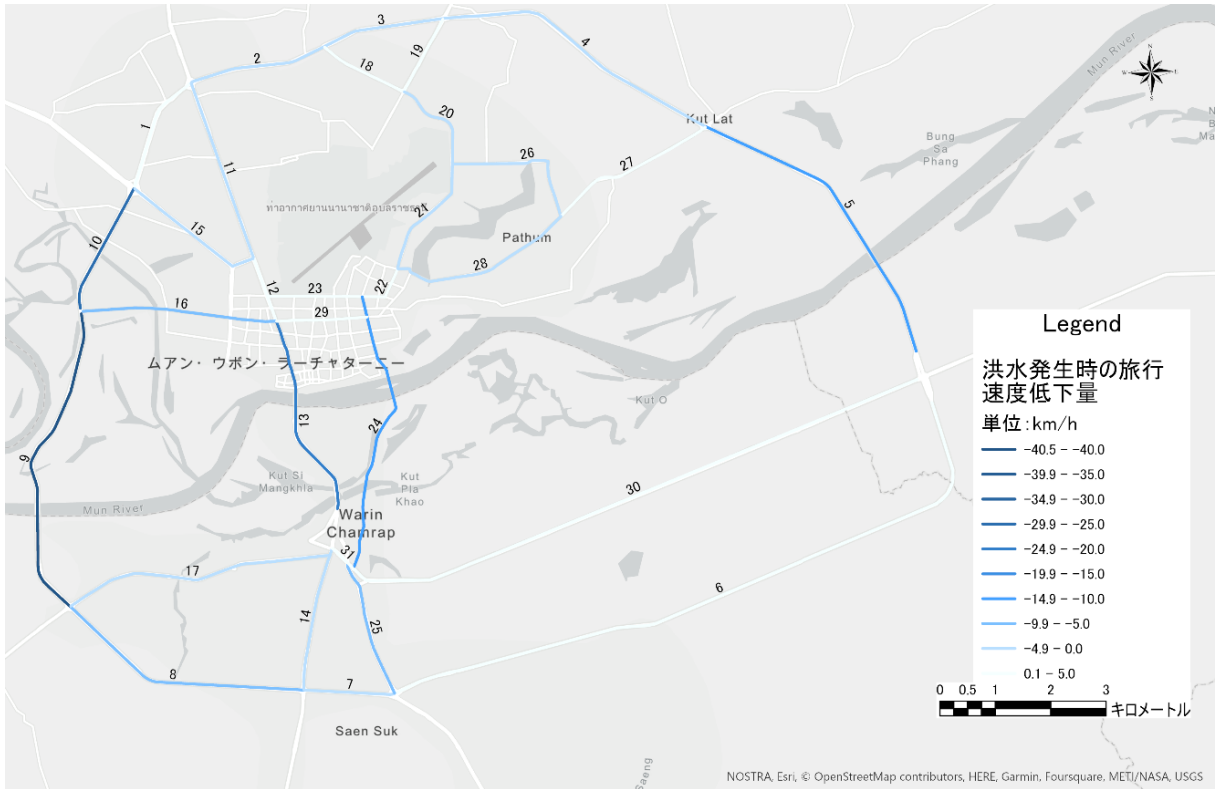 3
19
2
18
4
Mun River
N
W
E
S
20
Kut Lat
1
11
26
27
Bung
Sa
Phang
N
B
Ma
ท่าอากาศยานนานาชาติอุบลราชธานี
21
5
15
10
Pathum
28
12
23
22
16
29
Legend
ムアン・ウボン・ラーチャターニー
洪水発生時の旅行
速度低下量
単位:km/h
-40.5 - -40.0
-39.9 - -35.0
-34.9 - -30.0
-29.9 - -25.0
-24.9 - -20.0
-19.9 - -15.0
-14.9 - -10.0
-9.9 - -5.0
-4.9 - 0.0
0.1 - 5.0
Kut O
13
24
9
Kut Si
Mangkhla
Kut
Pla
Khao
30
Mun River
Warin
Chamrap
31
17
6
14
25
8
7
0 0.5 1 2 3
キロメートル
Saen Suk
Saeng
NOSTRA, Esri, © OpenStreetMap contributors, HERE, Garmin, Foursquare, METI/NASA, USGS